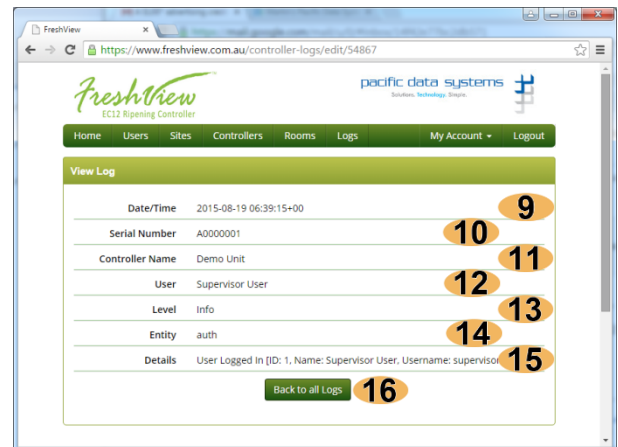 FreshView
https://www.freshview.com.au/controller-logs/edit/54867
FreshView
EC12 Ripening Controller
pacific data systems
Solutions. Technology. Simple.
Home Users Sites Controllers Rooms Logs My Account Logout
View Log
Date/Time 2015-08-19 06:39:15+00 9
Serial Number A0000001 10
Controller Name Demo Unit 11
User Supervisor User 12
Level Info 13
Entity auth 14
Details User Logged In [ID: 1, Name: Supervisor User, Username: supervisor 15
Back to all Logs 16